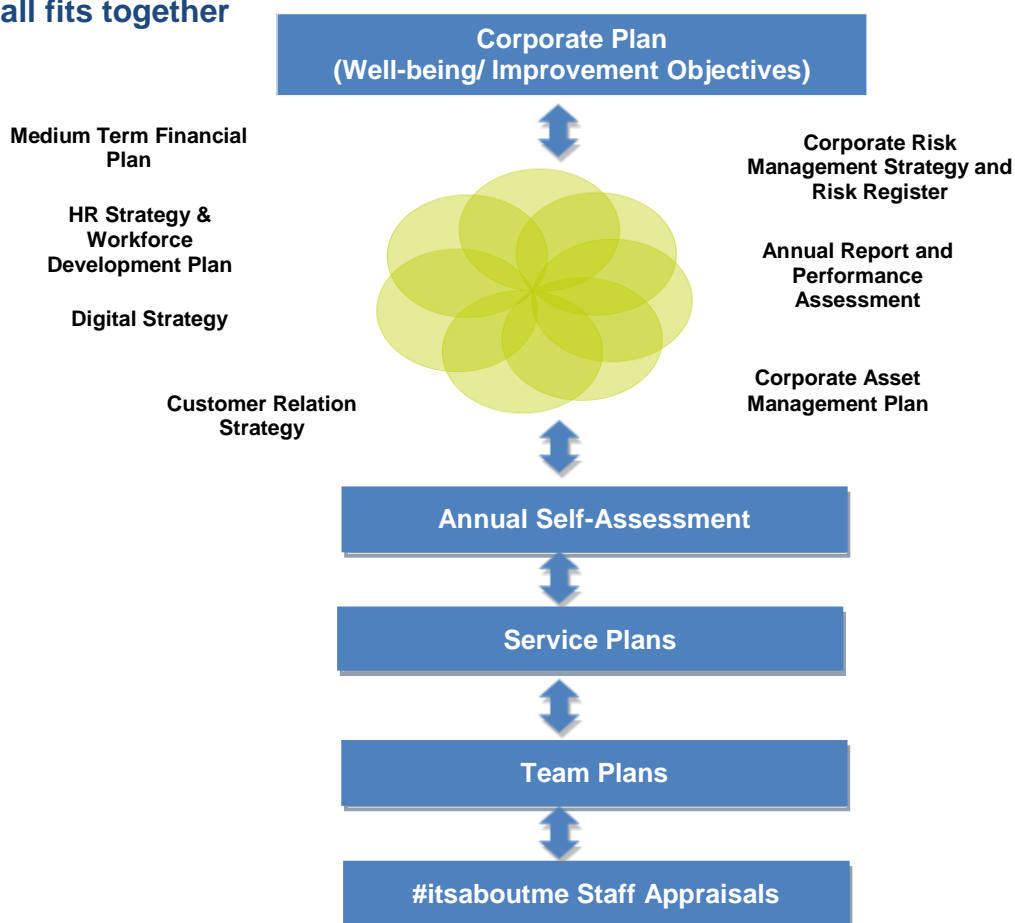 all fits together
Corporate Plan
(Well-being/ Improvement Objectives)
Medium Term Financial
Plan
HR Strategy &
Workforce
Development Plan
Digital Strategy
Customer Relation
Strategy
Corporate Risk
Management Strategy and
Risk Register
Annual Report and
Performance
Assessment
Corporate Asset
Management Plan
Annual Self-Assessment
Service Plans
Team Plans
#itsaboutme Staff Appraisals